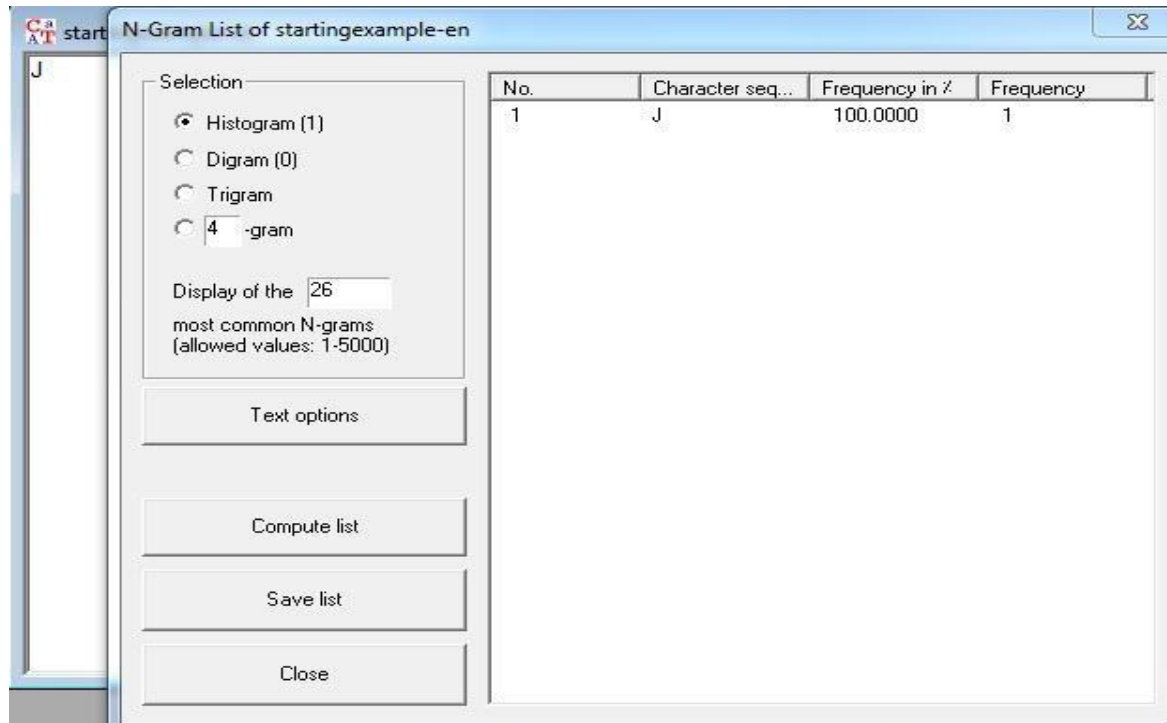 CaAT start
J
N-Gram List of startingexample-en
Selection
Histogram (1)
Digram (0)
Trigram
4 -gram
Display of the 26
most common N-grams
(allowed values: 1-5000)
Text options
Compute list
Save list
Close
No. Character seq... Frequency in % Frequency
1 J 100.0000 1